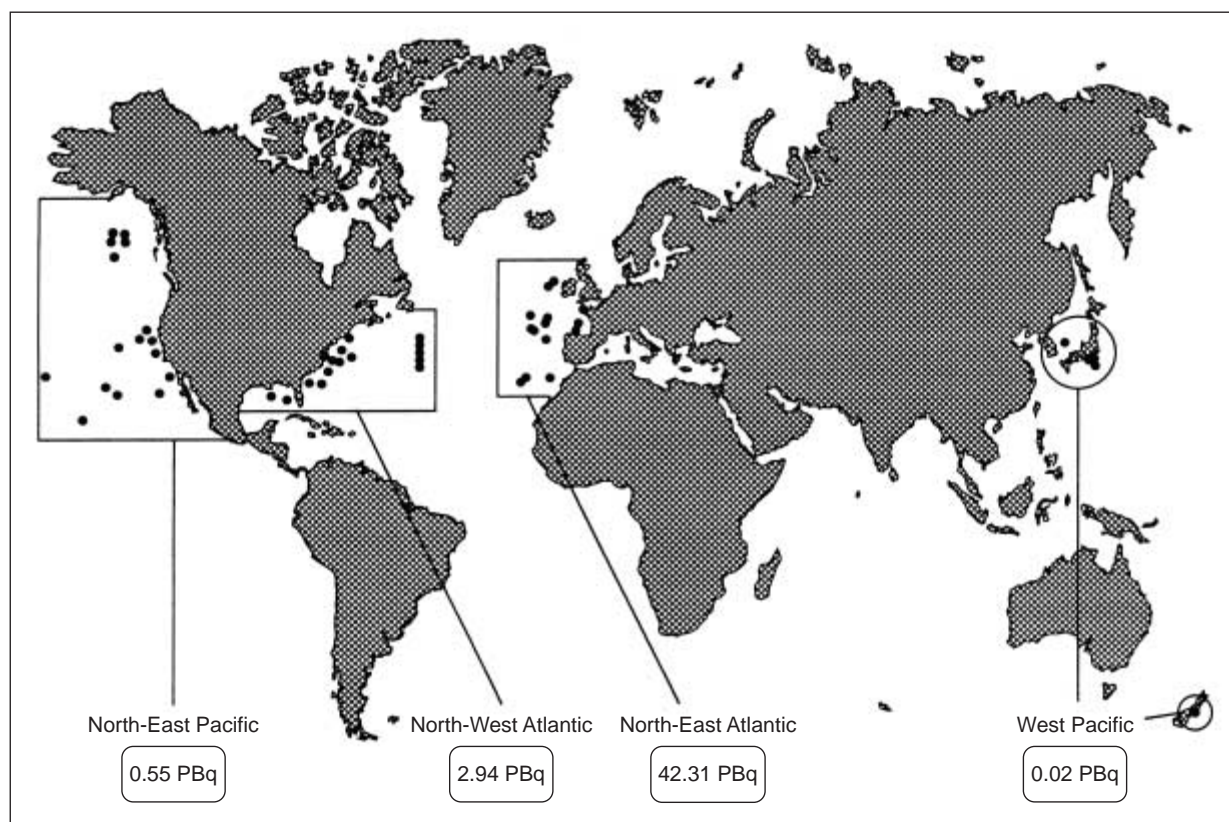 North-East Pacific
0.55 PBq
North-West Atlantic
2.94 PBq
North-East Atlantic
42.31 PBq
West Pacific
0.02 PBq